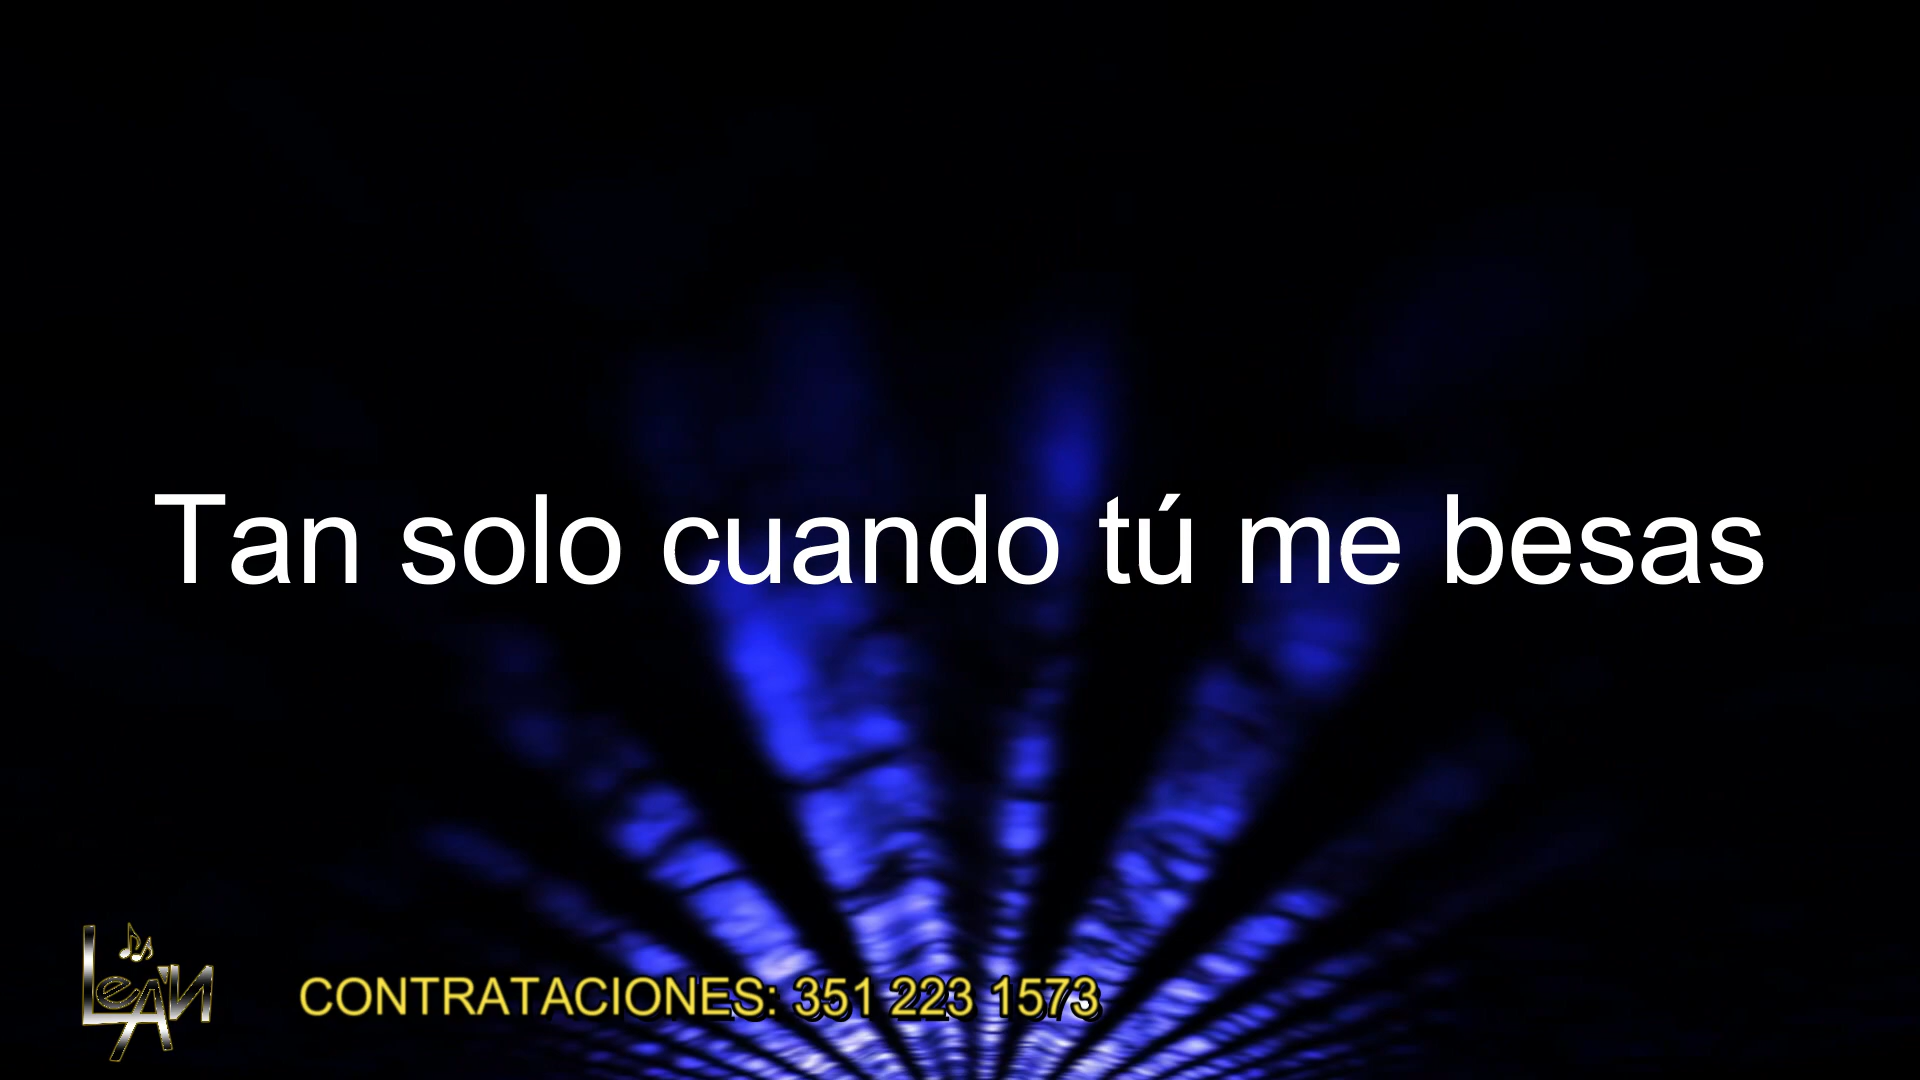 Tan solo cuando tú me besas
LeAN
CONTRATACIONES: 351 223 1573